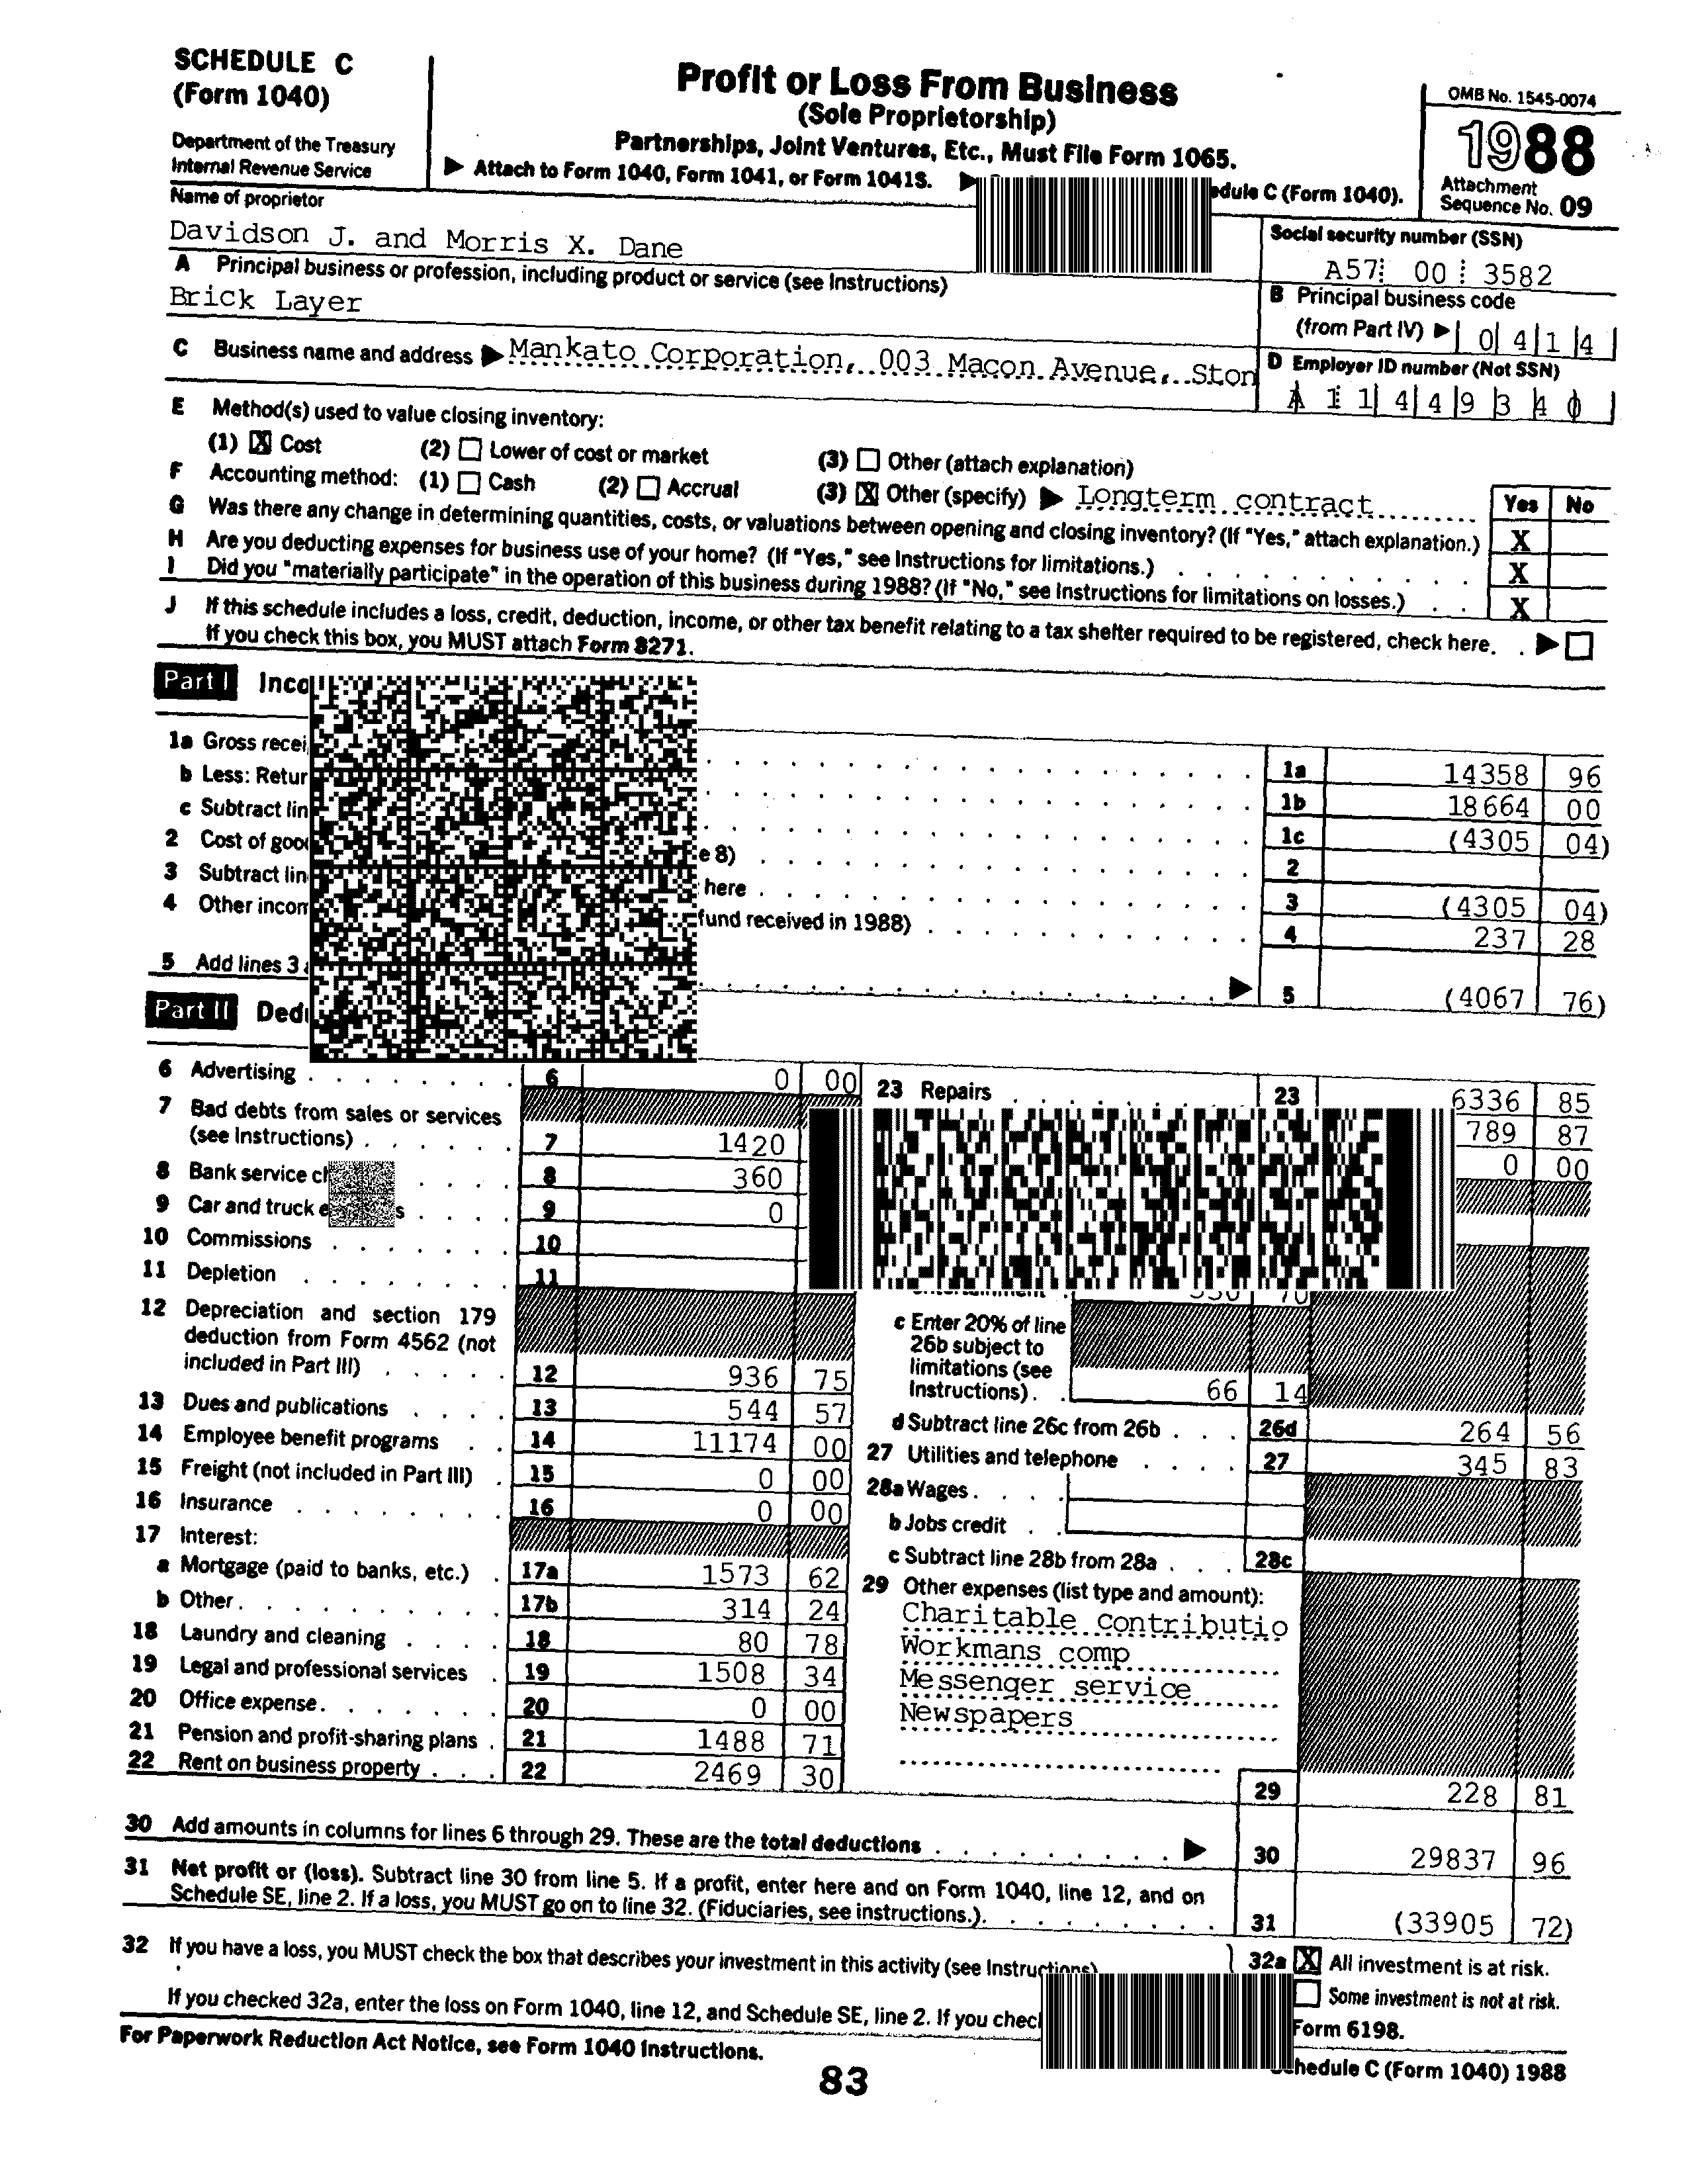 SCHEDULE C
(Form 1040)
Department of the Treasury
Internal Revenue Service
Profit or Loss From Business
(Sole Proprietorship)
Partnerships, Joint Ventures, Etc., Must File Form 1065.
▶ Attach to Form 1040, Form 1041, or Form 1041S. ▶ edule C (Form 1040).
OMB No. 1545-0074
1988
Attachment
Sequence No. 09
Name of proprietor
Davidson J. and Morris X. Dane
Social security number (SSN)
A57 00 3582
A Principal business or profession, including product or service (see Instructions)
Brick Layer
B Principal business code
(from Part IV) ▶ 0 4 1 4
C Business name and address ▶ Mankato Corporation, 003 Macon Avenue, Ston
D Employer ID number (Not SSN)
A 1 1 4 4 9 3 4 0
E Method(s) used to value closing inventory:
(1) X Cost (2) Lower of cost or market (3) Other (attach explanation)
F Accounting method: (1) Cash (2) Accrual (3) X Other (specify) ▶ Longterm contract
Yes No
G Was there any change in determining quantities, costs, or valuations between opening and closing inventory? (If "Yes," attach explanation.) X
H Are you deducting expenses for business use of your home? (If "Yes," see Instructions for limitations.) X
I Did you "materially participate" in the operation of this business during 1988? (If "No," see Instructions for limitations on losses.) X
J If this schedule includes a loss, credit, deduction, income, or other tax benefit relating to a tax shelter required to be registered, check here. ▶
If you check this box, you MUST attach Form 8271.
Part I Inco
1a Gross recei 1a 14358 96
b Less: Retur 1b 18664 00
c Subtract lin 1c (4305 04)
2 Cost of good e 8) 2
3 Subtract lin here 3 (4305 04)
4 Other incom fund received in 1988) 4 237 28
5 Add lines 3 ▶ 5 (4067 76)
Part II Dedu
6 Advertising 6 0 00
7 Bad debts from sales or services
(see Instructions) 7 1420
8 Bank service ch 8 360
9 Car and truck e s 9 0
10 Commissions 10
11 Depletion 11
12 Depreciation and section 179
deduction from Form 4562 (not
included in Part III) 12 936 75
13 Dues and publications 13 544 57
14 Employee benefit programs 14 11174 00
15 Freight (not included in Part III) 15 0 00
16 Insurance 16 0 00
17 Interest:
a Mortgage (paid to banks, etc.) 17a 1573 62
b Other 17b 314 24
18 Laundry and cleaning 18 80 78
19 Legal and professional services 19 1508 34
20 Office expense 20 0 00
21 Pension and profit-sharing plans 21 1488 71
22 Rent on business property 22 2469 30
23 Repairs 23 6336 85
789 87
0 00
c Enter 20% of line
26b subject to
limitations (see
Instructions). 66 14
d Subtract line 26c from 26b 26d 264 56
27 Utilities and telephone 27 345 83
28a Wages
b Jobs credit
c Subtract line 28b from 28a 28c
29 Other expenses (list type and amount):
Charitable contributio
Workmans comp
Messenger service
Newspapers
29 228 81
30 Add amounts in columns for lines 6 through 29. These are the total deductions ▶ 30 29837 96
31 Net profit or (loss). Subtract line 30 from line 5. If a profit, enter here and on Form 1040, line 12, and on
Schedule SE, line 2. If a loss, you MUST go on to line 32. (Fiduciaries, see instructions.). 31 (33905 72)
32 If you have a loss, you MUST check the box that describes your investment in this activity (see Instructions) 32a X All investment is at risk.
Some investment is not at risk.
If you checked 32a, enter the loss on Form 1040, line 12, and Schedule SE, line 2. If you chec Form 6198.
For Paperwork Reduction Act Notice, see Form 1040 Instructions.
hedule C (Form 1040) 1988
83